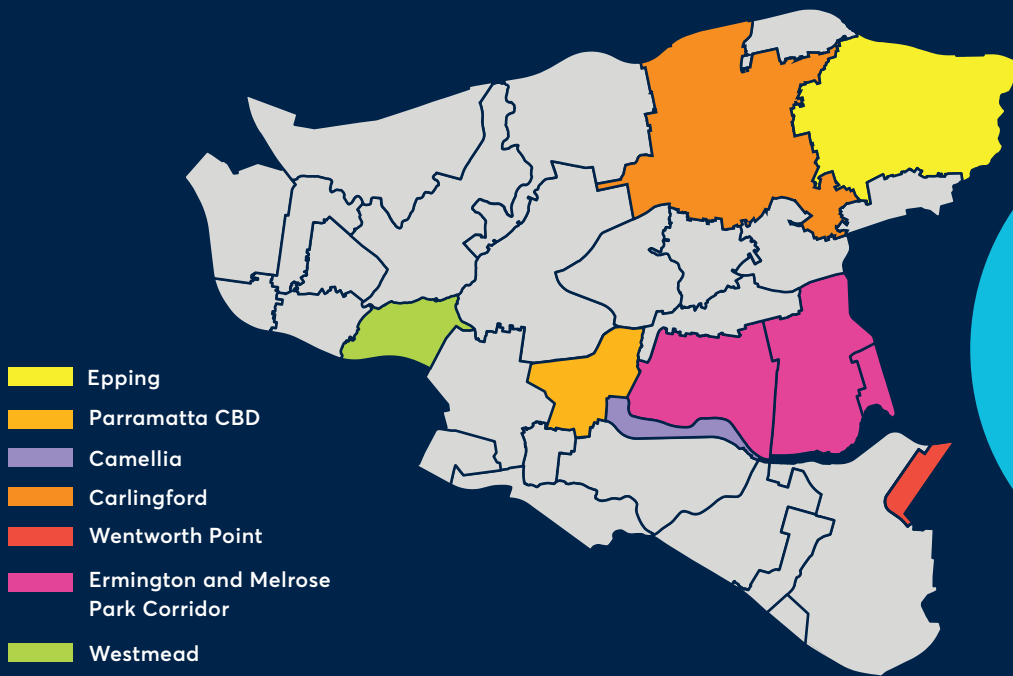 Epping
Parramatta CBD
Camellia
Carlingford
Wentworth Point
Ermington and Melrose
Park Corridor
Westmead